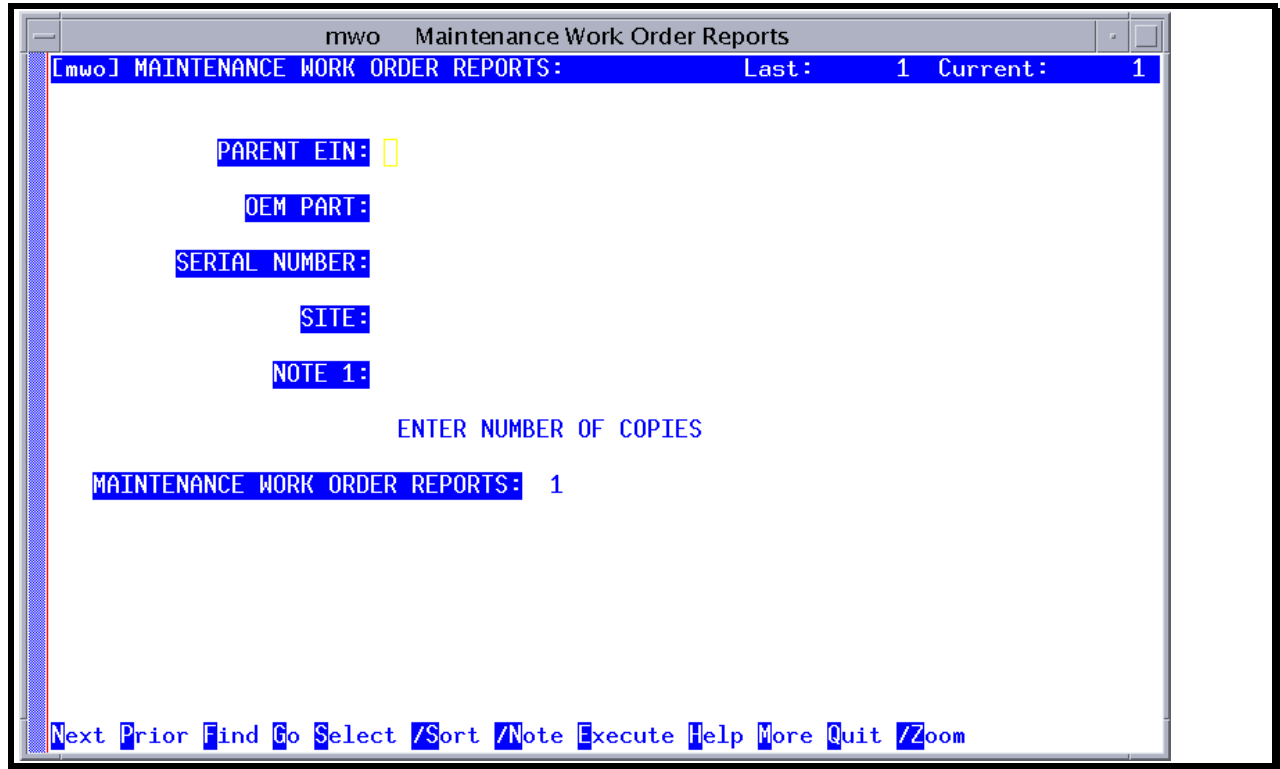 mwo Maintenance Work Order Reports
[mwo] MAINTENANCE WORK ORDER REPORTS: Last: 1 Current: 1
PARENT EIN:
OEM PART:
SERIAL NUMBER:
SITE:
NOTE 1:
ENTER NUMBER OF COPIES
MAINTENANCE WORK ORDER REPORTS: 1
Next Prior Find Go Select /Sort /Note Execute Help More Quit /Zoom